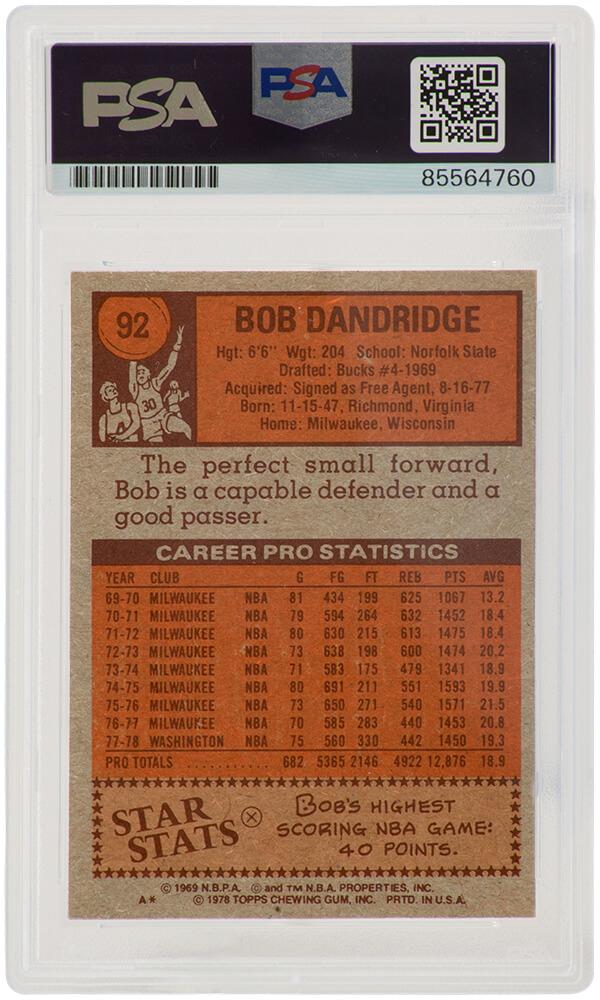 PSA
PSA
85564760
92
30
BOB DANDRIDGE
Hgt: 6'6" Wgt: 204 School: Norfolk State
Drafted: Bucks #4-1969
Acquired: Signed as Free Agent, 8-16-77
Born: 11-15-47, Richmond, Virginia
Home: Milwaukee, Wisconsin
The perfect small forward,
Bob is a capable defender and a
good passer.
CAREER PRO STATISTICS
YEAR CLUB G FG FT REB PTS AVG
69-70 MILWAUKEE NBA 81 434 199 625 1067 13.2
70-71 MILWAUKEE NBA 79 594 264 632 1452 18.4
71-72 MILWAUKEE NBA 80 630 215 613 1475 18.4
72-73 MILWAUKEE NBA 73 638 198 600 1474 20.2
73-74 MILWAUKEE NBA 71 583 175 479 1341 18.9
74-75 MILWAUKEE NBA 80 691 211 551 1593 19.9
75-76 MILWAUKEE NBA 73 650 271 540 1571 21.5
76-77 MILWAUKEE NBA 70 585 283 440 1453 20.8
77-78 WASHINGTON NBA 75 560 330 442 1450 19.3
PRO TOTALS ........... 682 5365 2146 4922 12,876 18.9
STAR
STATS
BOB'S HIGHEST
SCORING NBA GAME:
40 POINTS.
© 1969 N.B.P.A. © and TM N.B.A. PROPERTIES, INC.
A* © 1978 TOPPS CHEWING GUM, INC. PRTD. IN U.S.A.